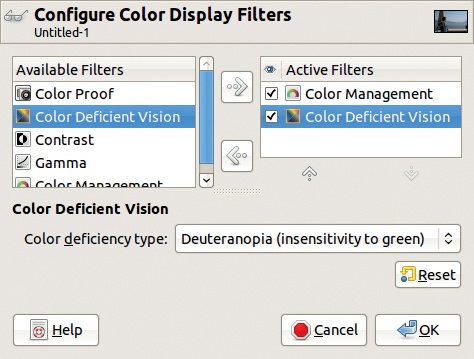 Configure Color Display Filters
Untitled-1
Available Filters
Color Proof
Color Deficient Vision
Contrast
Gamma
Color Management
Active Filters
Color Management
Color Deficient Vision
Color Deficient Vision
Color deficiency type: Deuteranopia (insensitivity to green)
Reset
Help
Cancel
OK